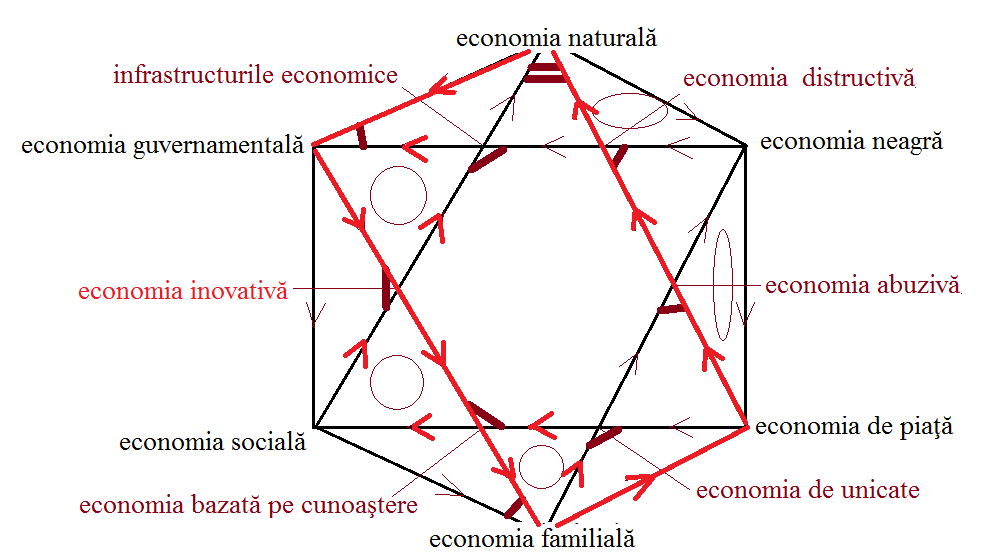 economia naturală
infrastructurile economice
economia distructivă
economia guvernamentală
economia neagră
economia inovativă
economia abuzivă
economia socială
economia de piaţă
economia bazată pe cunoaştere
economia de unicate
economia familială